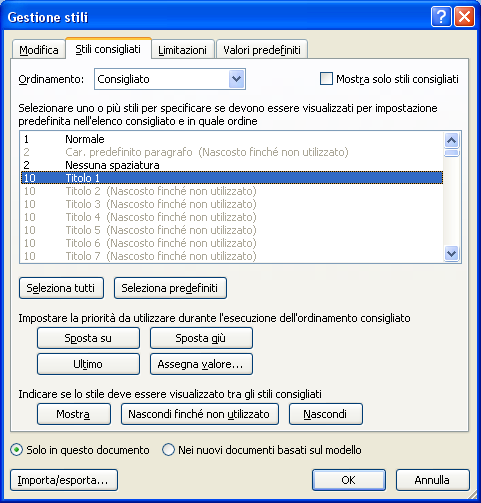 Gestione stili
Modifica Stili consigliati Limitazioni Valori predefiniti
Ordinamento: Consigliato Mostra solo stili consigliati
Selezionare uno o più stili per specificare se devono essere visualizzati per impostazione
predefinita nell'elenco consigliato e in quale ordine
1 Normale
2 Car. predefinito paragrafo (Nascosto finché non utilizzato)
2 Nessuna spaziatura
10 Titolo 1
10 Titolo 2 (Nascosto finché non utilizzato)
10 Titolo 3 (Nascosto finché non utilizzato)
10 Titolo 4 (Nascosto finché non utilizzato)
10 Titolo 5 (Nascosto finché non utilizzato)
10 Titolo 6 (Nascosto finché non utilizzato)
10 Titolo 7 (Nascosto finché non utilizzato)
Seleziona tutti Seleziona predefiniti
Impostare la priorità da utilizzare durante l'esecuzione dell'ordinamento consigliato
Sposta su Sposta giù
Ultimo Assegna valore...
Indicare se lo stile deve essere visualizzato tra gli stili consigliati
Mostra Nascondi finché non utilizzato Nascondi
Solo in questo documento Nei nuovi documenti basati sul modello
Importa/esporta... OK Annulla